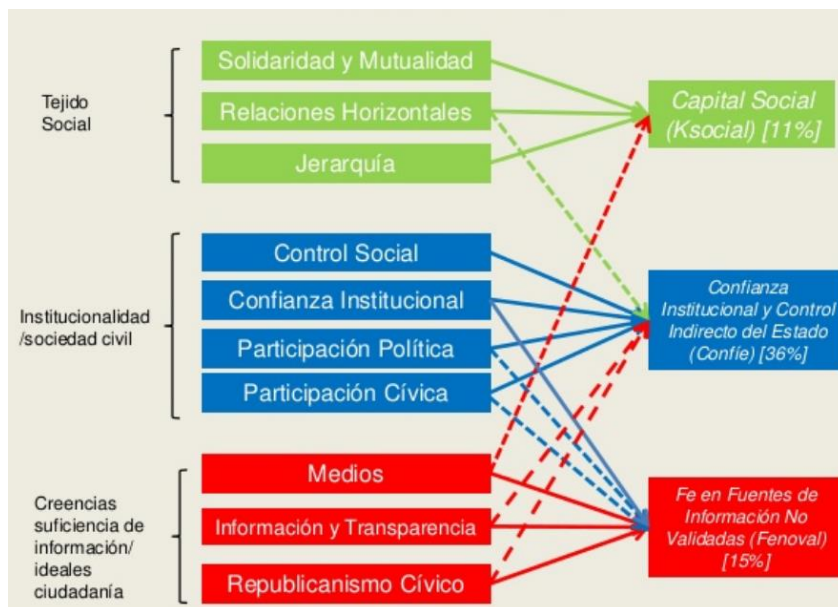 Tejido
Social
Solidaridad y Mutualidad
Relaciones Horizontales
Jerarquía
Capital Social
(Ksocial) [11%]
Institucionalidad
/sociedad civil
Control Social
Confianza Institucional
Participación Política
Participación Cívica
Confianza
Institucional y Control
Indirecto del Estado
(Confíe) [36%]
Creencias
suficiencia de
información/
ideales
ciudadanía
Medios
Información y Transparencia
Republicanismo Cívico
Fe en Fuentes de
Información No
Validadas (Fenoval)
[15%]